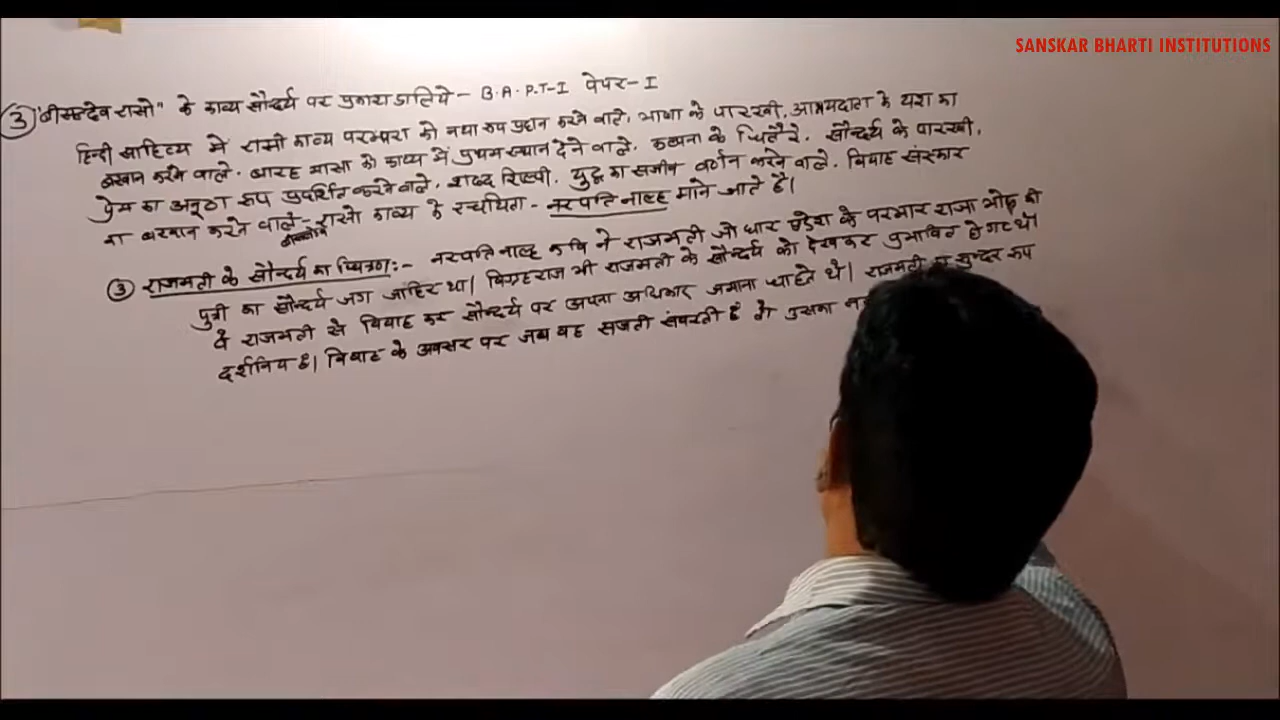 SANSKAR BHARTI INSTITUTIONS
3 "बीसलदेव रासो" के काव्य सौन्दर्य पर प्रकाश डालिये - B.A. P.T-I पेपर-I
हिन्दी साहित्य में रासो काव्य परम्परा को नया रूप प्रदान करने वाले, भाषा के पारखी, आश्रयदाता के यश का
बखान करने वाले. बारह मासा को काव्य में प्रथम स्थान देने वाले. कल्पना के चितेरे. सौन्दर्य के पारखी,
प्रेम का अनूठा रूप प्रदर्शित करने वाले, शब्द शिल्पी. युद्ध का सजीव वर्णन करने वाले. विवाह संस्कार
का बखान करने वाले- रासो काव्य के रचयिता - नरपति नाल्ह माने जाते है।
3 राजमती के सौन्दर्य का चित्रण:- नरपति नाल्ह कवि ने राजमती जो धार प्रदेश के परमार राजा भोज की
पुत्री का सौन्दर्य जग जाहिर था। विग्रहराज भी राजमती के सौन्दर्य को देखकर प्रभावित हो गए थे।
वे राजमती से विवाह कर सौन्दर्य पर अपना अधिकार जमाना चाहते थे। राजमती सुन्दर रूप
दर्शनिय है। विवाह के अवसर पर जब वह सजती संवरती है तो उसका